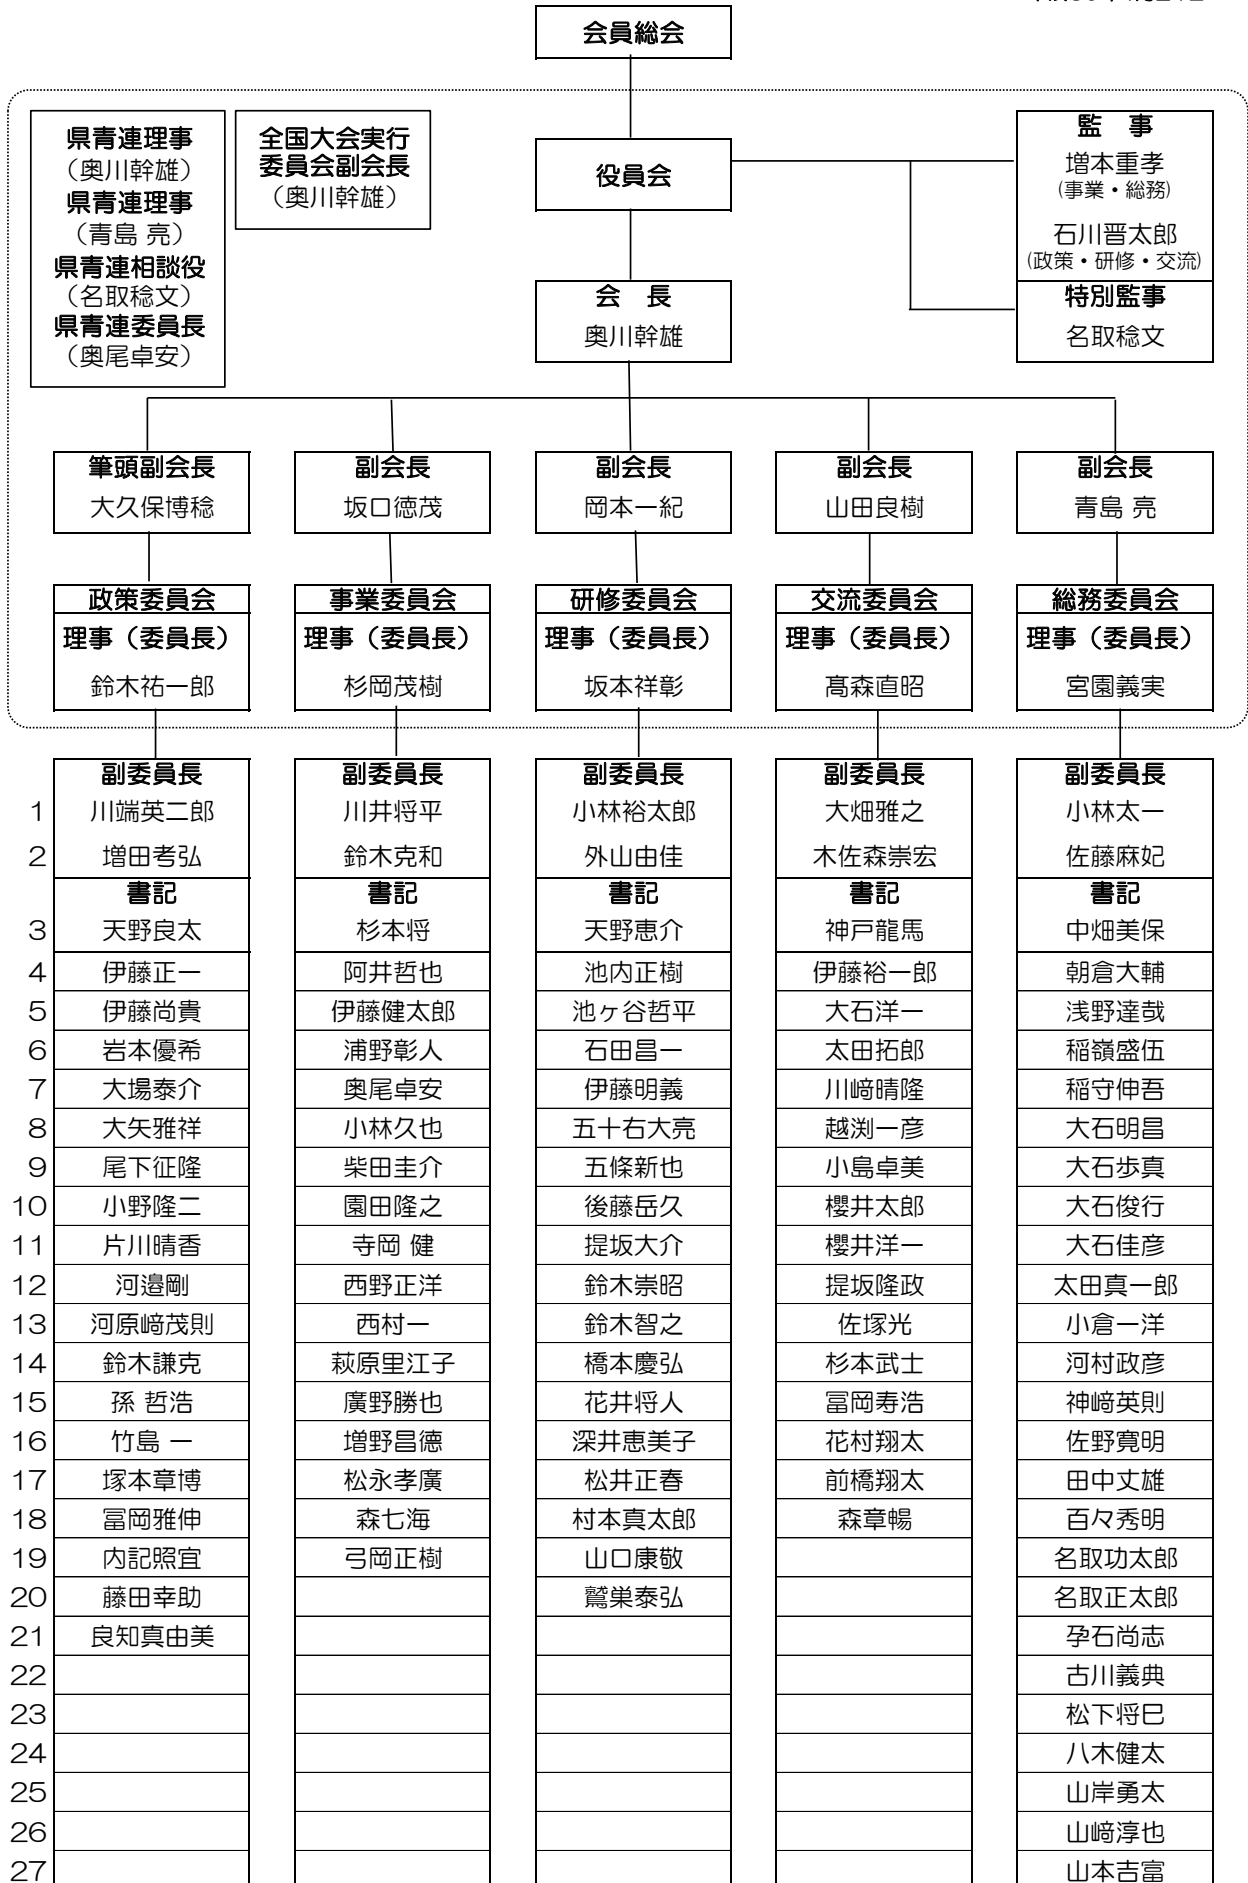 会員総会
県青連理事
（奥川幹雄）
県青連理事
（青島 亮）
県青連相談役
（名取稔文）
県青連委員長
（奥尾卓安）
全国大会実行
委員会副会長
（奥川幹雄）
役員会
監　事
増本重孝
(事業・総務)
石川晋太郎
(政策・研修・交流)
特別監事
名取稔文
会　長
奥川幹雄
筆頭副会長 副会長 副会長 副会長 副会長
大久保博稔 坂口徳茂 岡本一紀 山田良樹 青島 亮
政策委員会 事業委員会 研修委員会 交流委員会 総務委員会
理事（委員長） 理事（委員長） 理事（委員長） 理事（委員長） 理事（委員長）
鈴木祐一郎 杉岡茂樹 坂本祥彰 髙森直昭 宮園義実
副委員長 副委員長 副委員長 副委員長 副委員長
1 川端英二郎 川井将平 小林裕太郎 大畑雅之 小林太一
2 増田考弘 鈴木克和 外山由佳 木佐森崇宏 佐藤麻妃
書記 書記 書記 書記 書記
3 天野良太 杉本将 天野恵介 神戸龍馬 中畑美保
4 伊藤正一 阿井哲也 池内正樹 伊藤裕一郎 朝倉大輔
5 伊藤尚貴 伊藤健太郎 池ヶ谷哲平 大石洋一 浅野達哉
6 岩本優希 浦野彰人 石田昌一 太田拓郎 稲嶺盛伍
7 大場泰介 奥尾卓安 伊藤明義 川﨑晴隆 稲守伸吾
8 大矢雅祥 小林久也 五十右大亮 越渕一彦 大石明昌
9 尾下征隆 柴田圭介 五條新也 小島卓美 大石歩真
10 小野隆二 園田隆之 後藤岳久 櫻井太郎 大石俊行
11 片川晴香 寺岡 健 提坂大介 櫻井洋一 大石佳彦
12 河邉剛 西野正洋 鈴木崇昭 提坂隆政 太田真一郎
13 河原﨑茂則 西村一 鈴木智之 佐塚光 小倉一洋
14 鈴木謙克 萩原里江子 橋本慶弘 杉本武士 河村政彦
15 孫 哲浩 廣野勝也 花井将人 冨岡寿浩 神﨑英則
16 竹島 一 増野昌徳 深井恵美子 花村翔太 佐野寛明
17 塚本章博 松永孝廣 松井正春 前橋翔太 田中丈雄
18 冨岡雅伸 森七海 村本真太郎 森章暢 百々秀明
19 内記照宜 弓岡正樹 山口康敬 名取功太郎
20 藤田幸助 鷲巣泰弘 名取正太郎
21 良知真由美 孕石尚志
22 古川義典
23 松下将巳
24 八木健太
25 山岸勇太
26 山﨑淳也
27 山本吉富